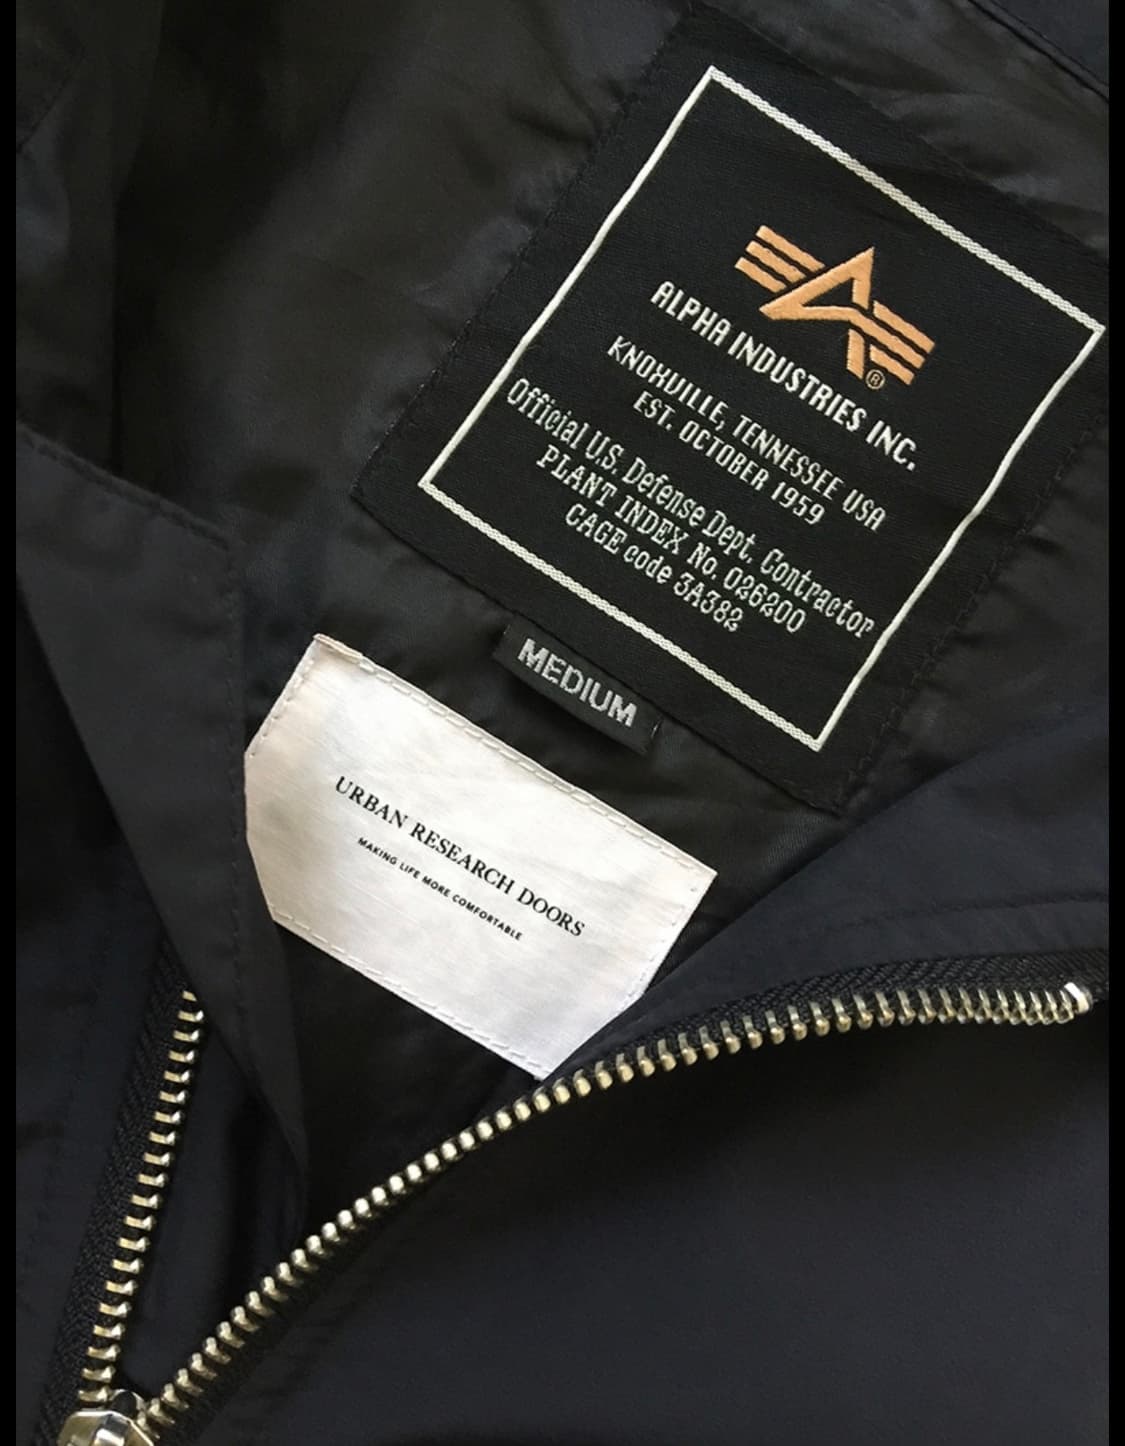 ®
ALPHA INDUSTRIES INC.
KNOXVILLE, TENNESSEE USA
EST. OCTOBER 1959
Official U.S. Defense Dept. Contractor
PLANT INDEX No. 026200
CAGE code 3A382
MEDIUM
URBAN RESEARCH DOORS
MAKING LIFE MORE COMFORTABLE